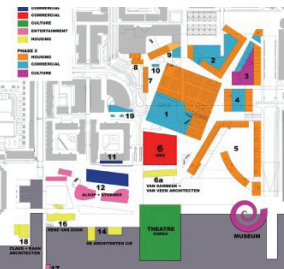 COMMERCIAL
COMMERCIAL
CULTURE
ENTERTAINMENT
HOUSING
PHASE 2
HOUSING
COMMERCIAL
CULTURE
9
8
10
7
2
3
4
1
19
5
6
11
6a
VAN SAMBEEK +
VAN VEEN ARCHITECTEN
12
ALSOP + STORMER
16
RENE VAN ZUUK
14
DE ARCHITECTEN CIE
THEATRE
SANAA
MUSEUM
18
CLAUS + KAAN
ARCHITECTEN
17